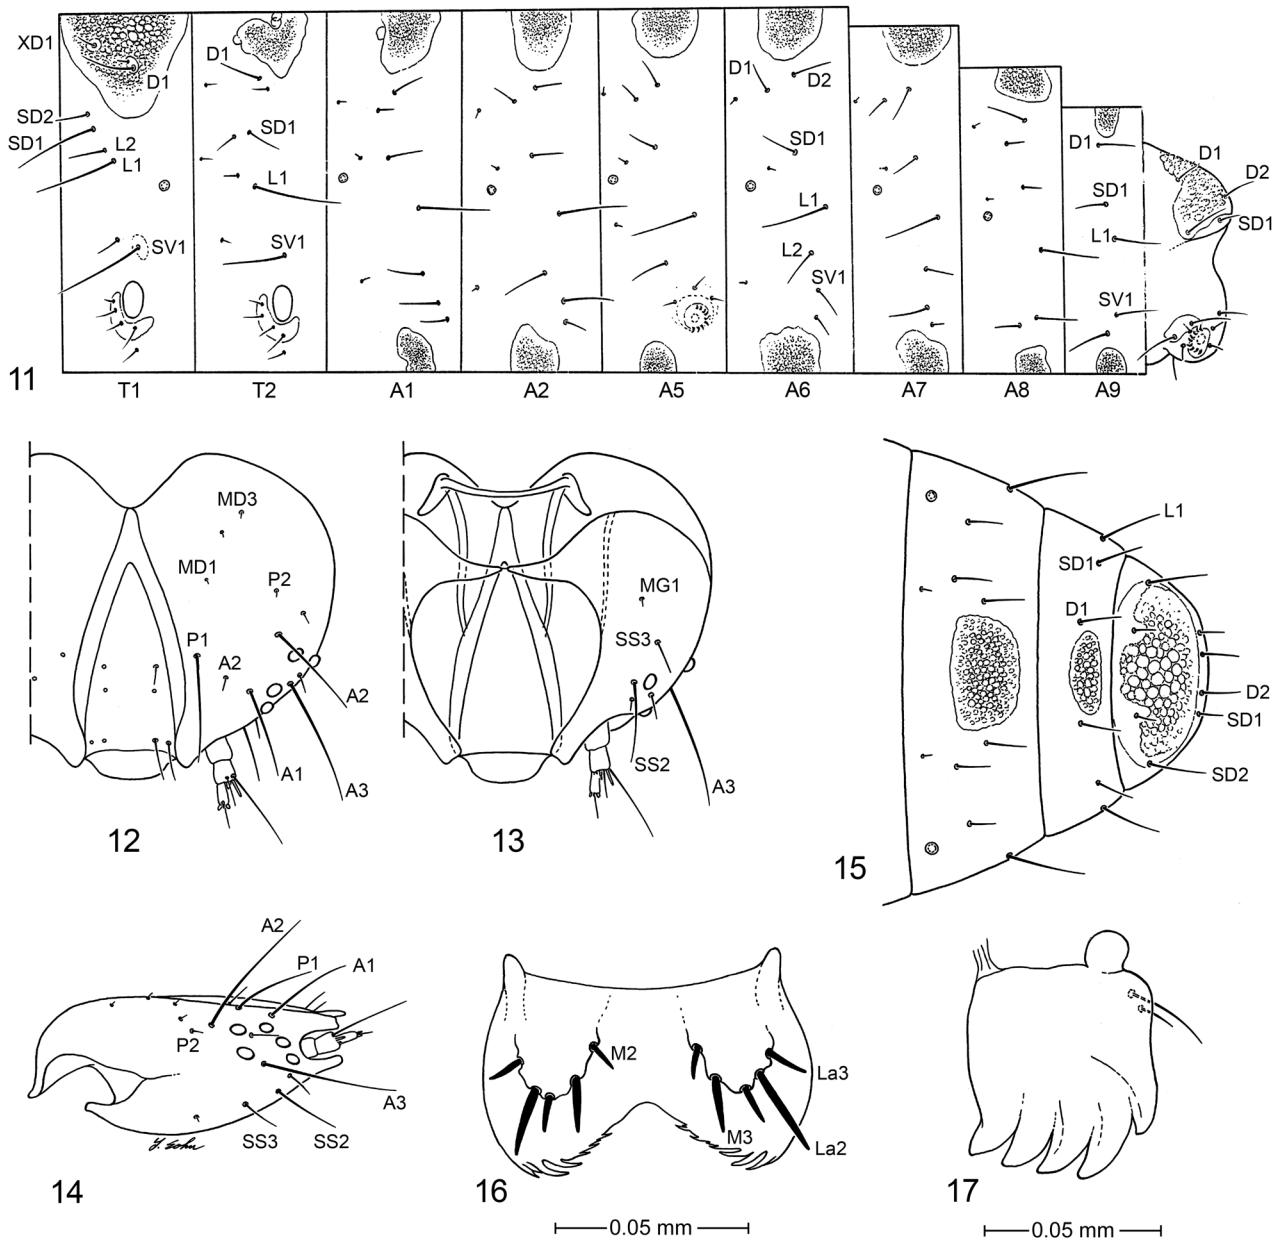 XD1
D1
D1
D1
D2
D1
D1
D2
SD2
SD1
SD1
SD1
SD1
SD1
L2
L1
L1
L1
L1
SV1
SV1
L2
SV1
SV1
11
T1
T2
A1
A2
A5
A6
A7
A8
A9
MD3
MD1
P2
P1
A2
A2
A1
A3
12
MG1
SS3
SS2
A3
13
L1
SD1
D1
D2
SD1
SD2
15
A2
P1
A1
P2
A3
SS3
SS2
14
M2
La3
M3
La2
16
0.05 mm
17
0.05 mm